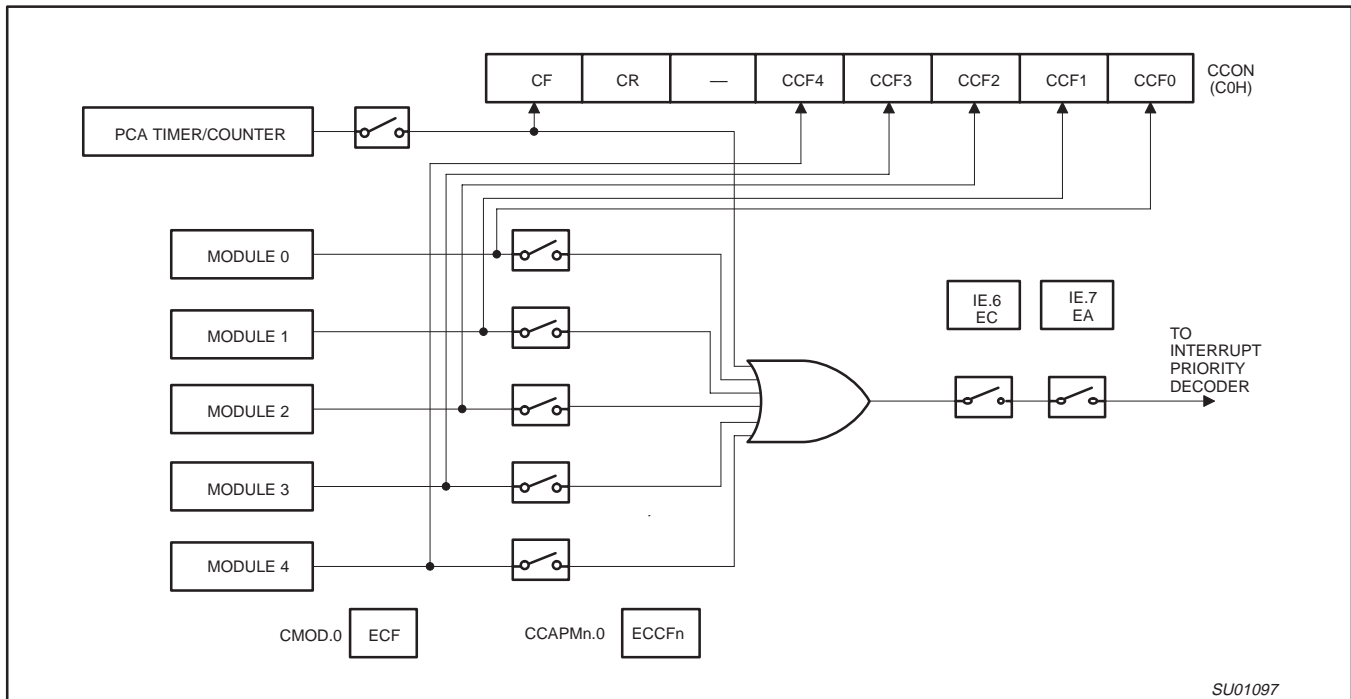 CF CR — CCF4 CCF3 CCF2 CCF1 CCF0
CCON
(C0H)
PCA TIMER/COUNTER
MODULE 0
MODULE 1
MODULE 2
MODULE 3
MODULE 4
IE.6
EC
IE.7
EA
TO
INTERRUPT
PRIORITY
DECODER
CMOD.0 ECF
CCAPMn.0 ECCFn
SU01097